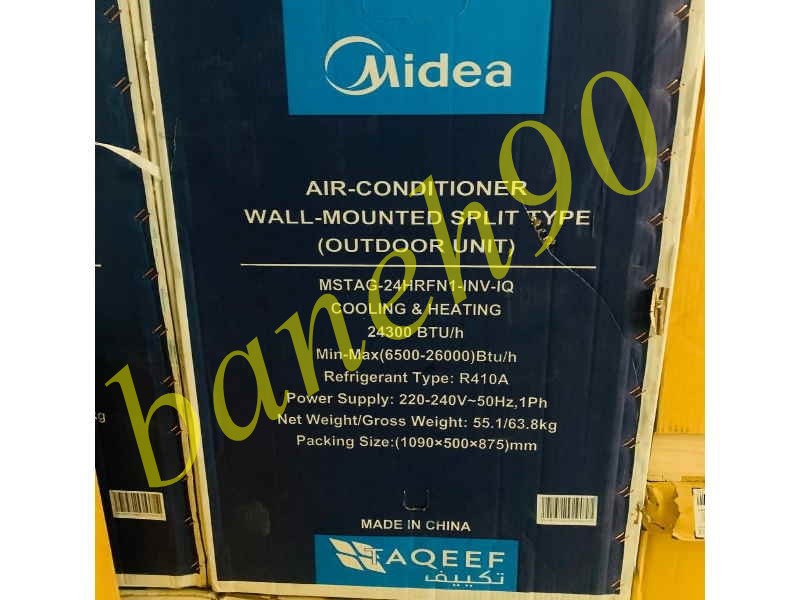 Midea
AIR-CONDITIONER
WALL-MOUNTED SPLIT TYPE
(OUTDOOR UNIT)
MSTAG-24HRFN1-INV-IQ
COOLING & HEATING
24300 BTU/h
Min-Max(6500-26000)Btu/h
Refrigerant Type: R410A
Power Supply: 220-240V~50Hz,1Ph
Net Weight/Gross Weight: 55.1/63.8kg
Packing Size:(1090×500×875)mm
MADE IN CHINA
TAQEEF
تكييف
baneh90